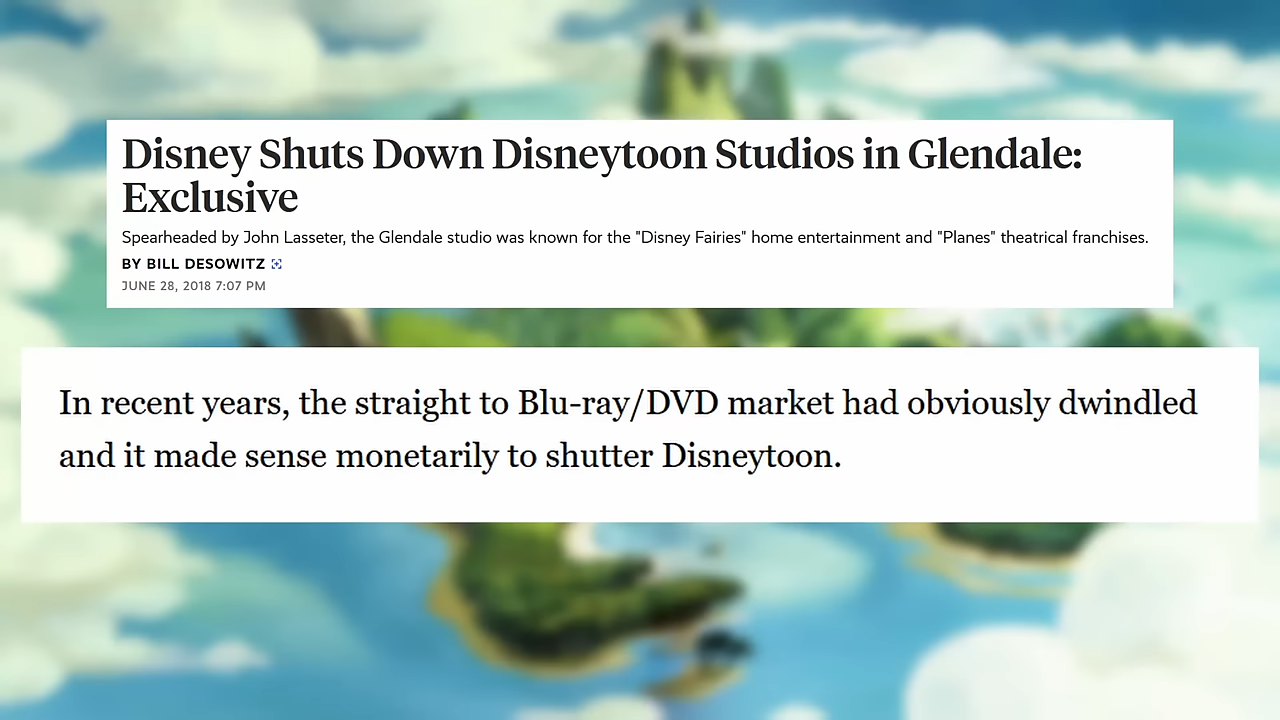 Disney Shuts Down Disneytoon Studios in Glendale:
Exclusive
Spearheaded by John Lasseter, the Glendale studio was known for the "Disney Fairies" home entertainment and "Planes" theatrical franchises.
BY BILL DESOWITZ
JUNE 28, 2018 7:07 PM
In recent years, the straight to Blu-ray/DVD market had obviously dwindled
and it made sense monetarily to shutter Disneytoon.